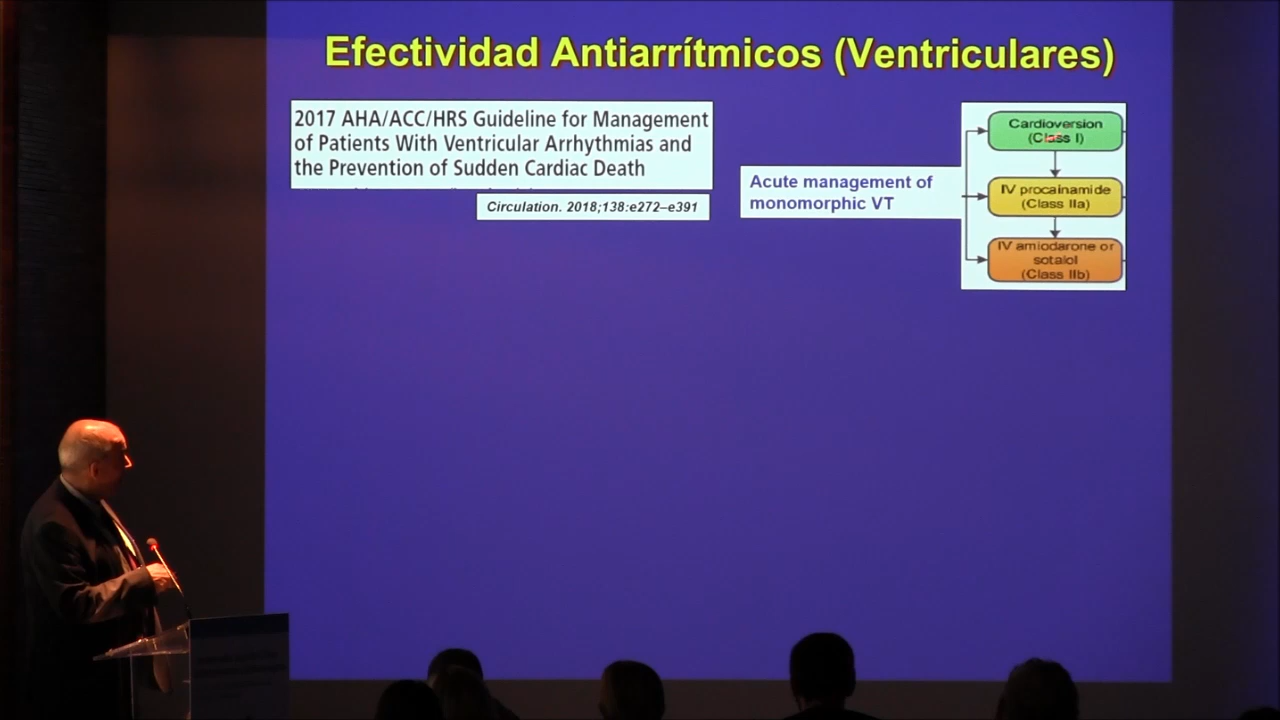 Efectividad Antiarrítmicos (Ventriculares)
2017 AHA/ACC/HRS Guideline for Management
of Patients With Ventricular Arrhythmias and
the Prevention of Sudden Cardiac Death
Circulation. 2018;138:e272–e391
Acute management of
monomorphic VT
Cardioversion
(Class I)
IV procainamide
(Class IIa)
IV amiodarone or
sotalol
(Class IIb)